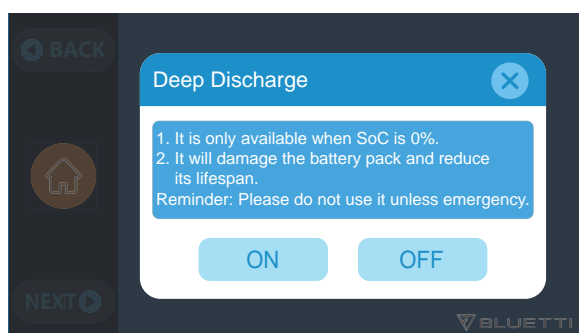 BACK
Deep Discharge
1. It is only available when SoC is 0%.
2. It will damage the battery pack and reduce
its lifespan.
Reminder: Please do not use it unless emergency.
ON OFF
NEXT
BLUETTI